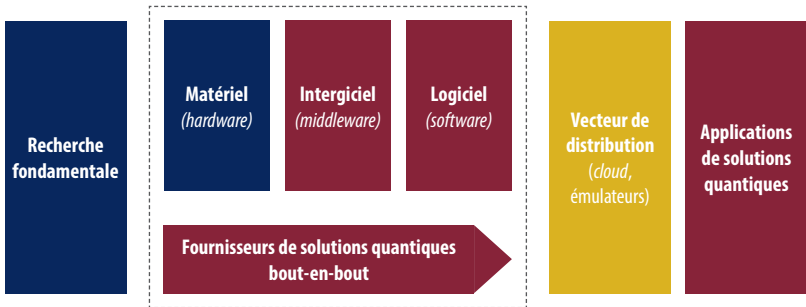 Recherche
fondamentale
Matériel
(hardware)
Intergiciel
(middleware)
Logiciel
(software)
Fournisseurs de solutions quantiques
bout-en-bout
Vecteur de
distribution
(cloud,
émulateurs)
Applications
de solutions
quantiques